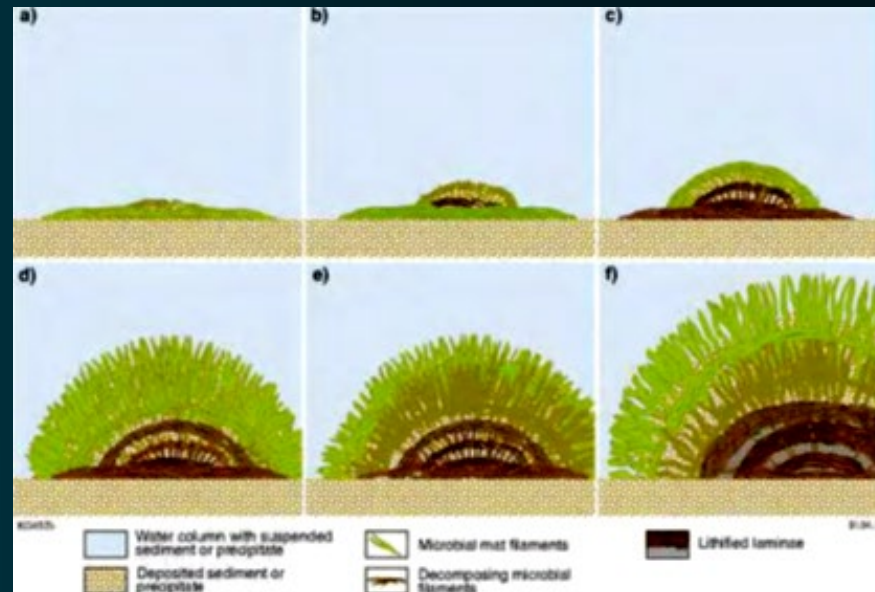 a)
b)
c)
d)
e)
f)
Water column with suspended
sediment or precipitate
Deposited sediment or
precipitate
Microbial mat filaments
Decomposing microbial
filaments
Lithified laminae